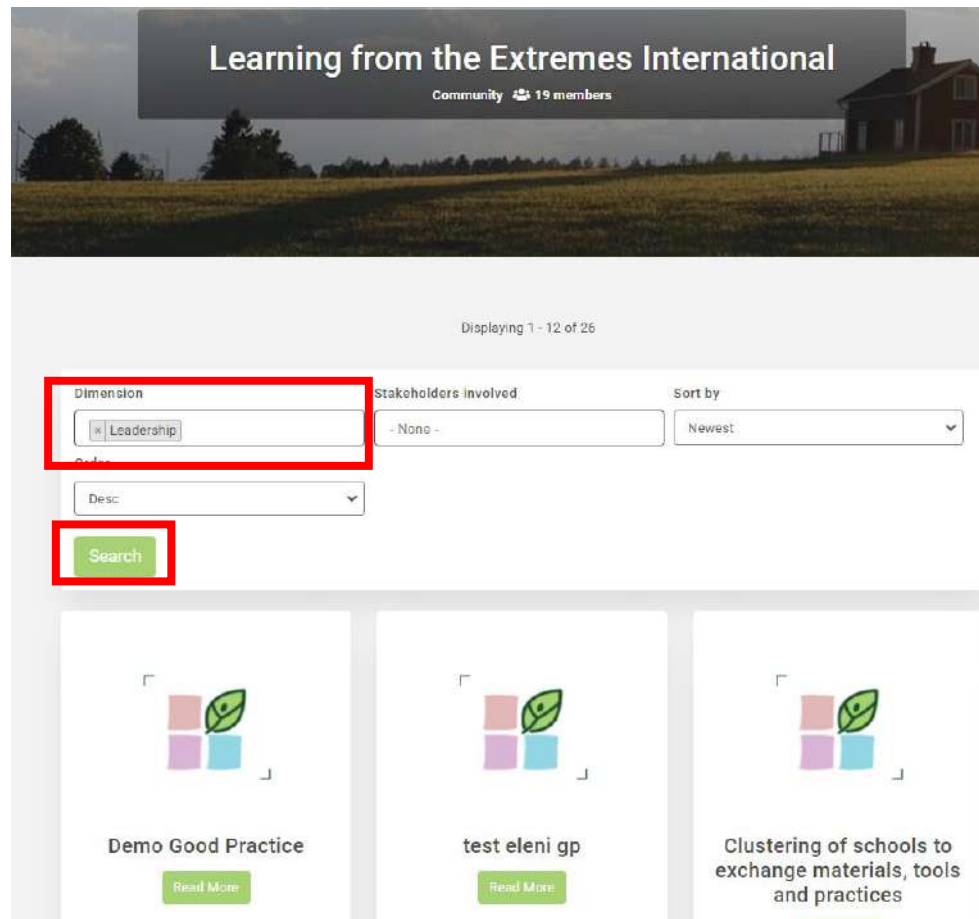 Learning from the Extremes International
Community 19 members
Displaying 1 - 12 of 26
Dimension
Stakeholders involved
Sort by
× Leadership
- None -
Newest
Desc
Search
Demo Good Practice
Read More
test eleni gp
Read More
Clustering of schools to
exchange materials, tools
and practices